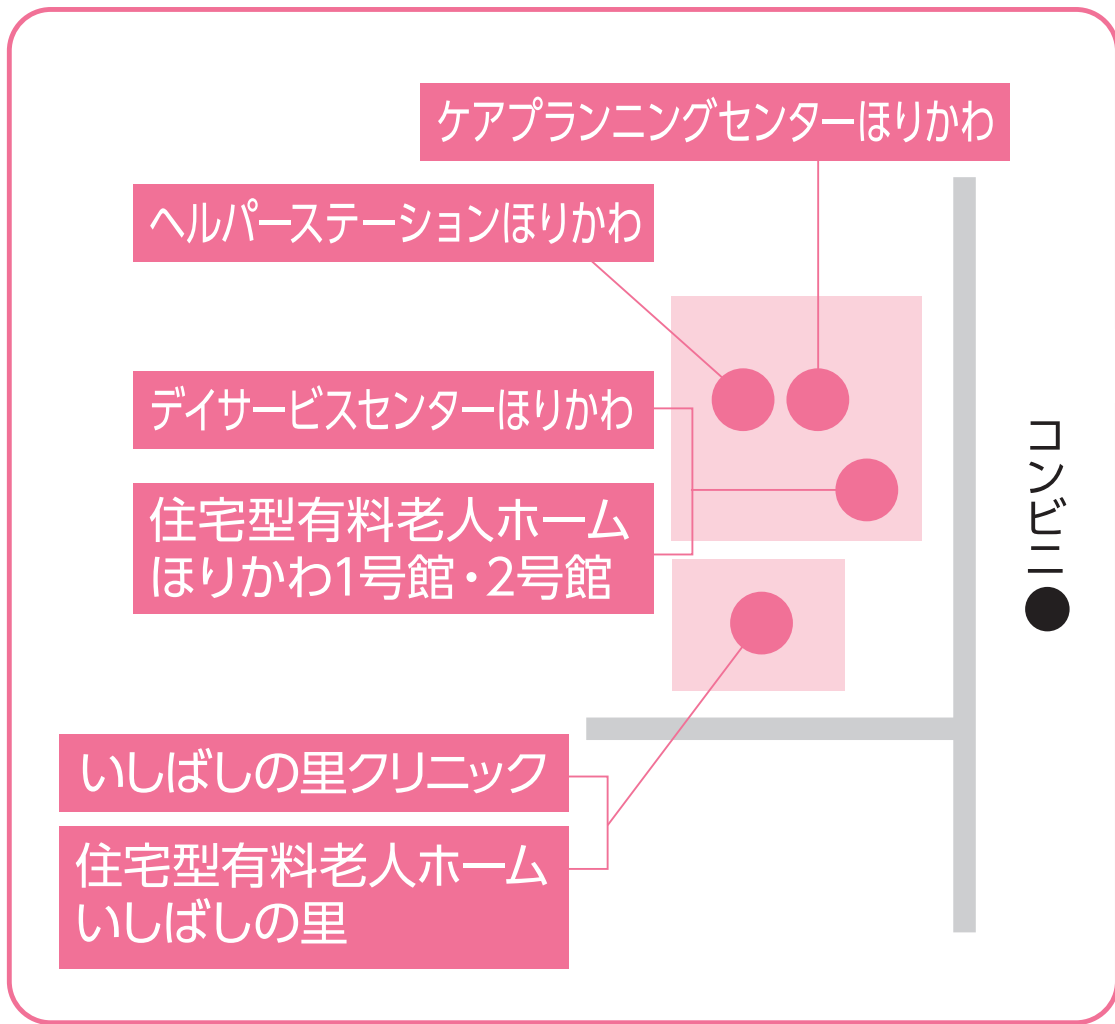 ケアプランニングセンターほりかわ
ヘルパーステーションほりかわ
デイサービスセンターほりかわ
住宅型有料老人ホーム
ほりかわ1号館・2号館
コンビニ
いしばしの里クリニック
住宅型有料老人ホーム
いしばしの里